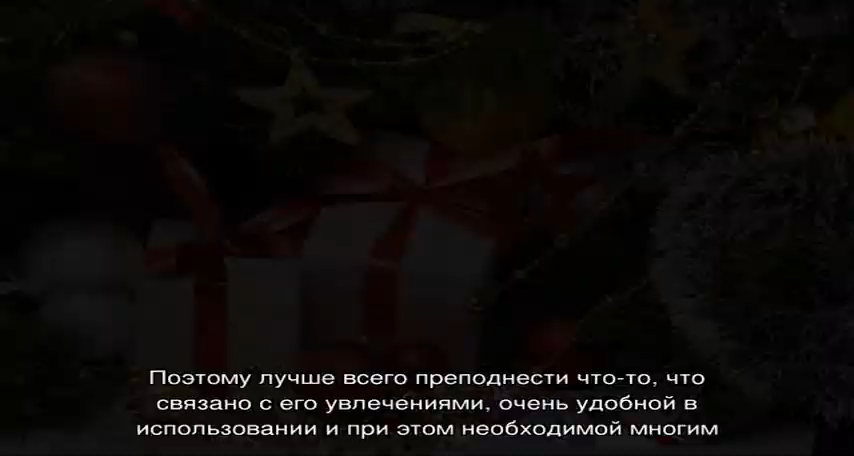 Поэтому лучше всего преподнести что-то, что
связано с его увлечениями, очень удобной в
использовании и при этом необходимой многим